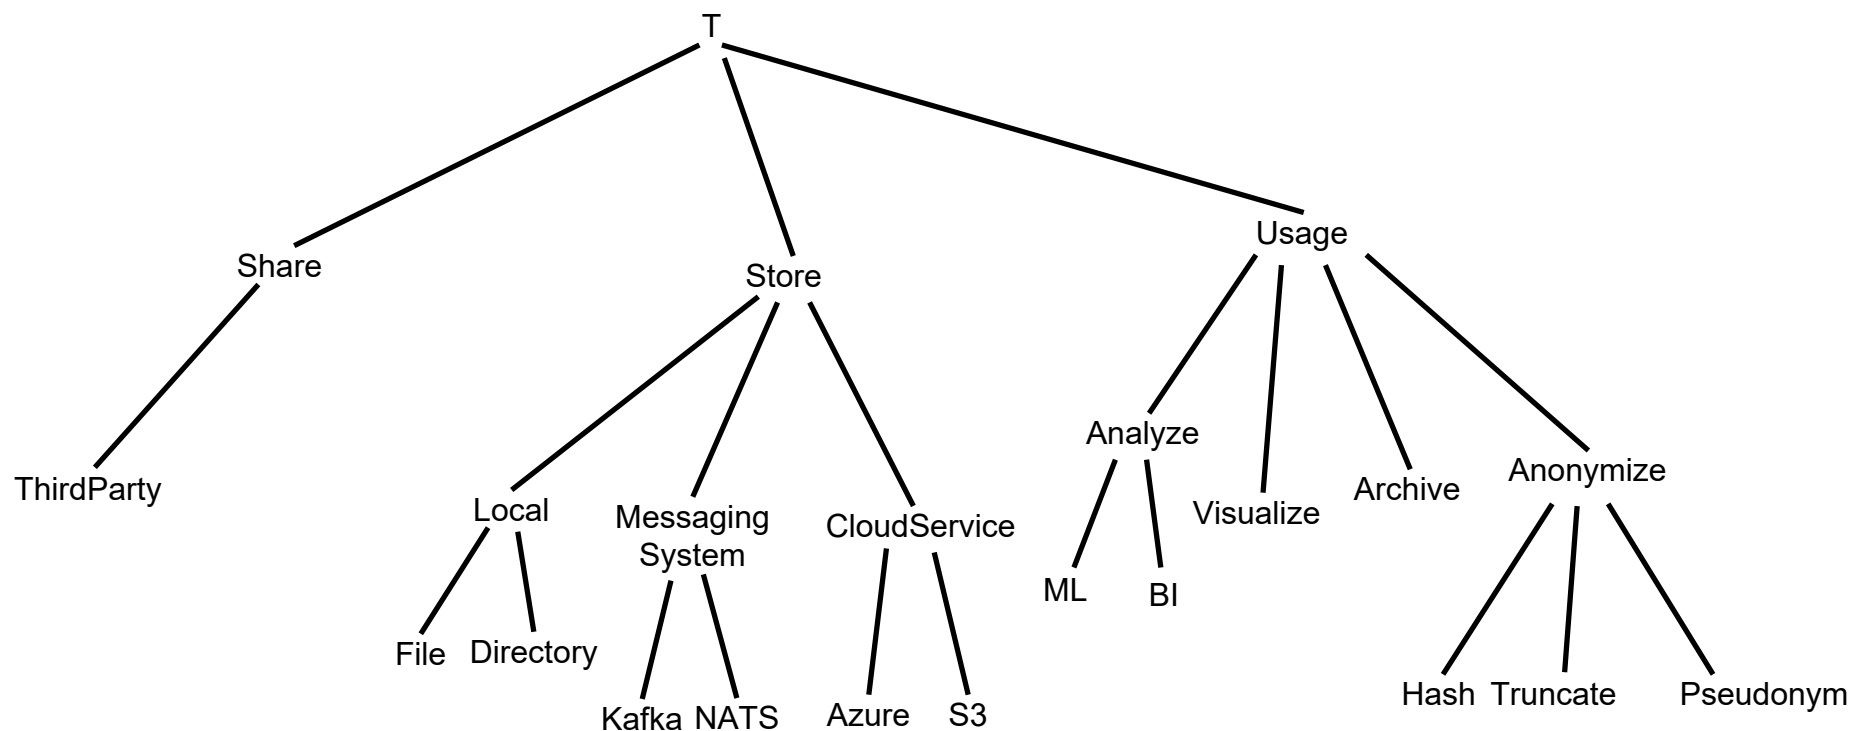 T
Share
Store
Usage
ThirdParty
Local
Messaging
System
CloudService
Analyze
Visualize
Archive
Anonymize
File
Directory
Kafka
NATS
Azure
S3
ML
BI
Hash
Truncate
Pseudonym